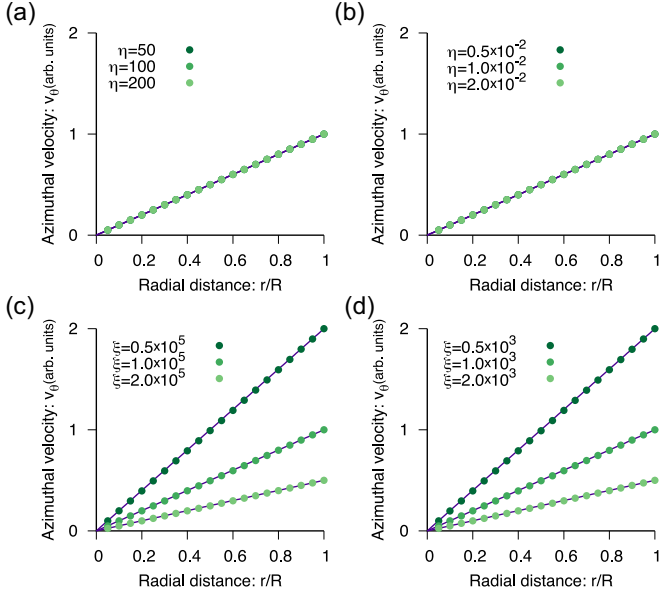 (a)
2
η=50
η=100
η=200
1
0
0 0.2 0.4 0.6 0.8 1
Azimuthal velocity: vθ(arb. units)
Radial distance: r/R
(b)
2
η=0.5×10⁻²
η=1.0×10⁻²
η=2.0×10⁻²
1
0
0 0.2 0.4 0.6 0.8 1
Azimuthal velocity: vθ(arb. units)
Radial distance: r/R
(c)
2
ξ=0.5×10⁵
ξ=1.0×10⁵
ξ=2.0×10⁵
1
0
0 0.2 0.4 0.6 0.8 1
Azimuthal velocity: vθ(arb. units)
Radial distance: r/R
(d)
2
ξ=0.5×10³
ξ=1.0×10³
ξ=2.0×10³
1
0
0 0.2 0.4 0.6 0.8 1
Azimuthal velocity: vθ(arb. units)
Radial distance: r/R